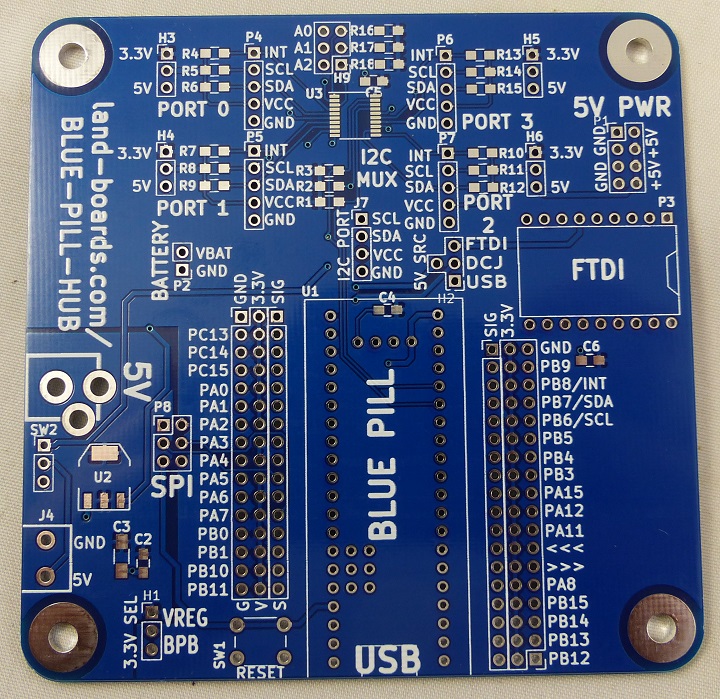 H3
3.3V
5V
R4
R5
R6
P4
INT
SCL
SDA
VCC
GND
PORT 0
A0
A1
A2
R16
R17
R18
H9
C5
U3
P6
INT
SCL
SDA
VCC
GND
R13
R14
R15
H5
3.3V
5V
PORT 3
5V PWR
P1
GND GND
+5V +5V
land-boards.com/
BLUE-PILL-HUB
H4
3.3V
5V
R7
R8
R9
P5
INT
SCL
SDA
VCC
GND
PORT 1
R3
R2
R1
I2C
MUX
P7
INT
SCL
SDA
VCC
GND
R10
R11
R12
H6
3.3V
5V
PORT
2
J7
I2C PORT
SCL
SDA
VCC
GND
5V SRC
FTDI
DCJ
USB
H2
P3
FTDI
BATTERY
VBAT
GND
P2
U1
C4
BLUE PILL
USB
GND
3.3V
SIG
PC13
PC14
PC15
PA0
PA1
PA2
PA3
PA4
PA5
PA6
PA7
PB0
PB1
PB10
PB11
G
V
S
SIG
3.3V
GND
PB9
PB8/INT
PB7/SDA
PB6/SCL
PB5
PB4
PB3
PA15
PA12
PA11
<<<
>>>
PA8
PB15
PB14
PB13
PB12
C6
5V
SW2
U2
P8
SPI
J4
GND
5V
C3
C2
H1
3.3V SEL
VREG
BPB
SW1
RESET